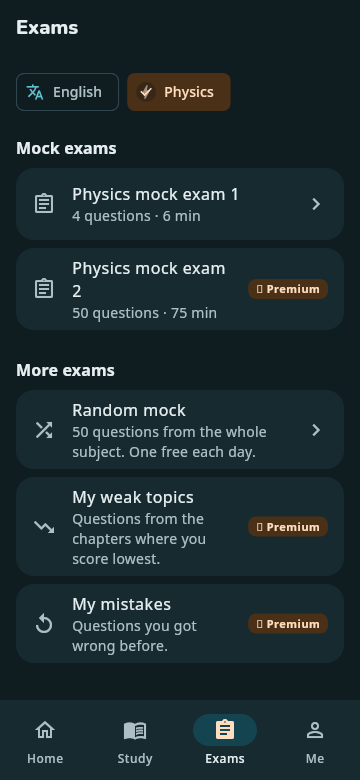 Exams
English
Physics
Mock exams
Physics mock exam 1
4 questions · 6 min
Physics mock exam
2
50 questions · 75 min
Premium
More exams
Random mock
50 questions from the whole
subject. One free each day.
My weak topics
Questions from the
chapters where you
score lowest.
Premium
My mistakes
Questions you got
wrong before.
Premium
Home
Study
Exams
Me